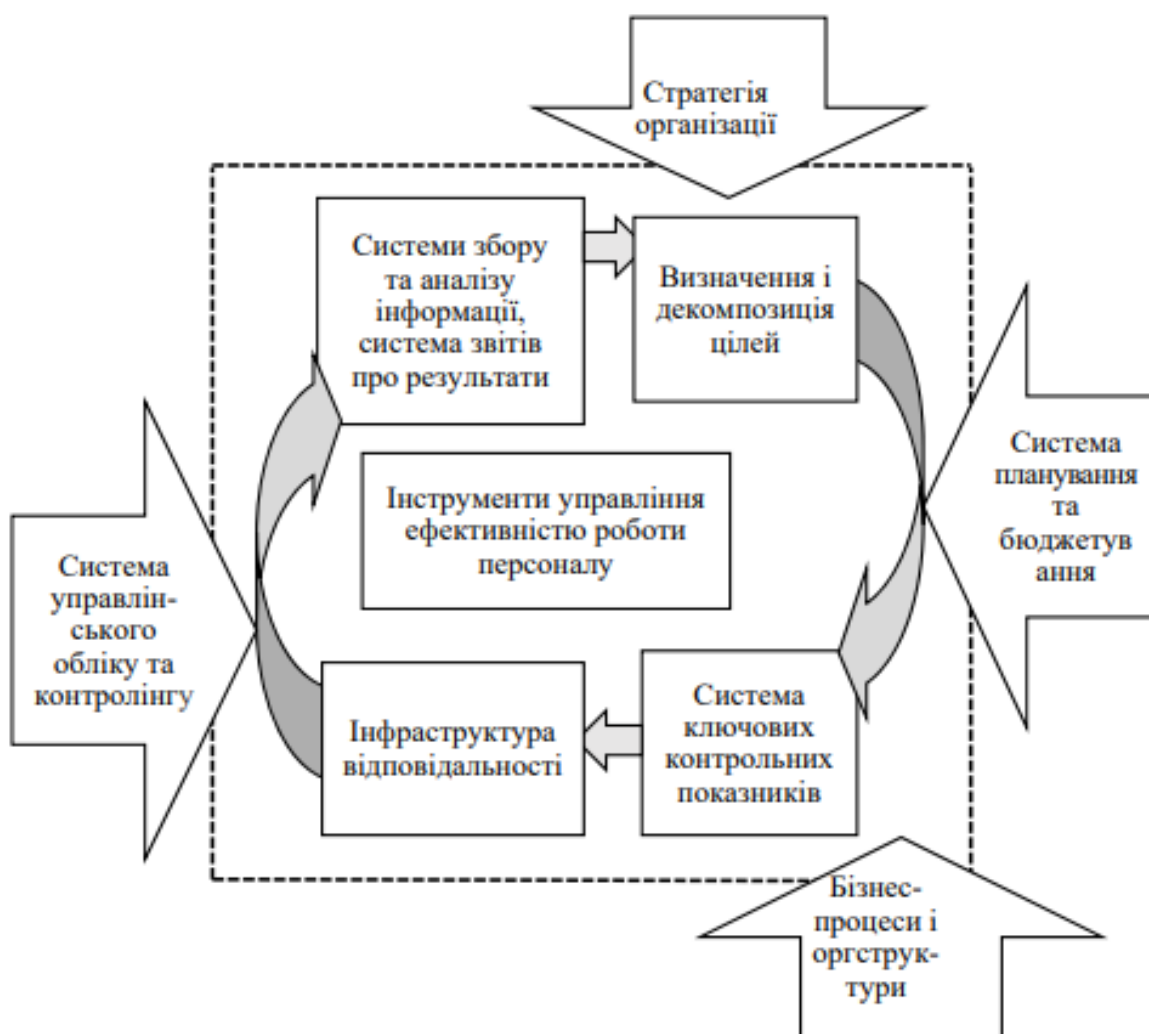 Стратегія
організації
Системи збору
та аналізу
інформації,
система звітів
про результати
Визначення і
декомпозиція
цілей
Система
планування
та
бюджетув
ання
Інструменти управління
ефективністю роботи
персоналу
Система
управлін-
ського
обліку та
контролінгу
Інфраструктура
відповідальності
Система
ключових
контрольних
показників
Бізнес-
процеси і
оргструк-
тури